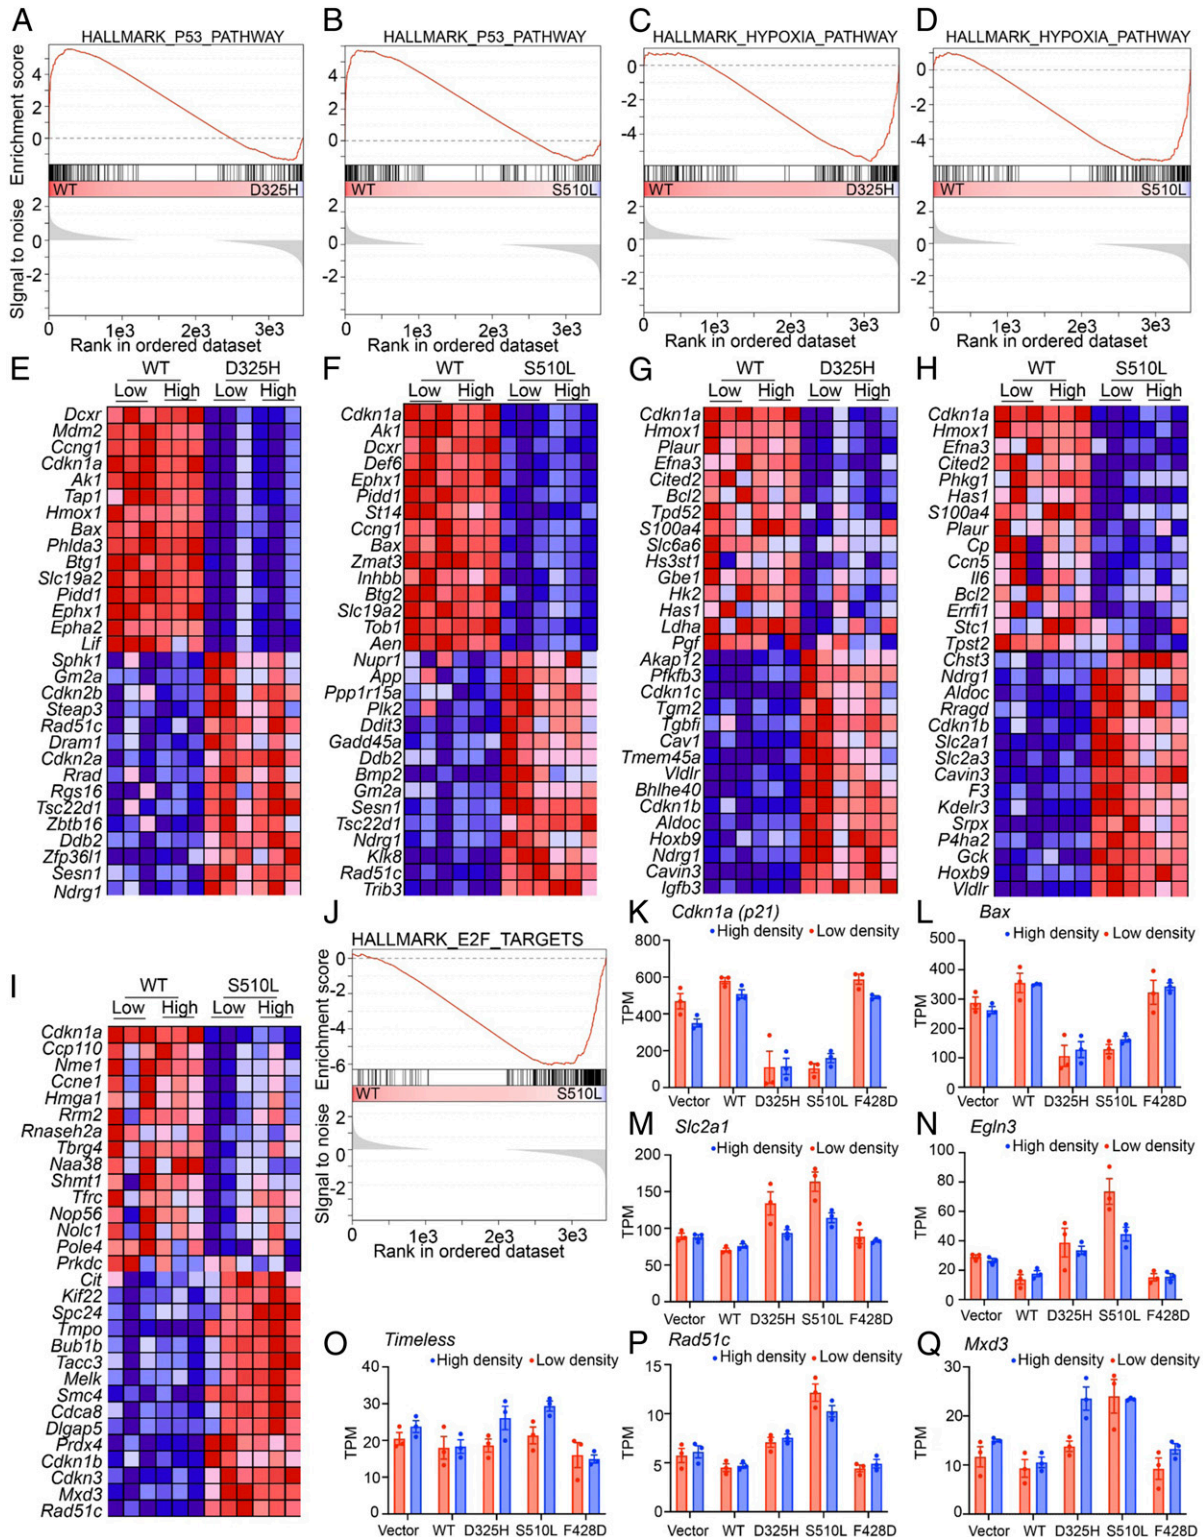 A
HALLMARK_P53_PATHWAY
Enrichment score
4
2
0
WT D325H
SIgnal to noise
2
0
-2
0 1e3 2e3 3e3
Rank in ordered dataset
B
HALLMARK_P53_PATHWAY
4
2
0
WT S510L
2
0
-2
0 1e3 2e3 3e3
Rank in ordered dataset
C
HALLMARK_HYPOXIA_PATHWAY
0
-2
-4
WT D325H
2
0
-2
0 1e3 2e3 3e3
Rank in ordered dataset
D
HALLMARK_HYPOXIA_PATHWAY
0
-2
-4
WT S510L
2
0
-2
0 1e3 2e3 3e3
Rank in ordered dataset
E
WT D325H
Low High Low High
Dcxr
Mdm2
Ccng1
Cdkn1a
Ak1
Tap1
Hmox1
Bax
Phlda3
Btg1
Slc19a2
Pidd1
Ephx1
Epha2
Lif
Sphk1
Gm2a
Cdkn2b
Steap3
Rad51c
Dram1
Cdkn2a
Rrad
Rgs16
Tsc22d1
Zbtb16
Ddb2
Zfp36l1
Sesn1
Ndrg1
F
WT S510L
Low High Low High
Cdkn1a
Ak1
Dcxr
Def6
Ephx1
Pidd1
St14
Ccng1
Bax
Zmat3
Inhbb
Btg2
Slc19a2
Tob1
Aen
Nupr1
App
Ppp1r15a
Plk2
Ddit3
Gadd45a
Ddb2
Bmp2
Gm2a
Sesn1
Tsc22d1
Ndrg1
Klk8
Rad51c
Trib3
G
WT D325H
Low High Low High
Cdkn1a
Hmox1
Plaur
Efna3
Cited2
Bcl2
Tpd52
S100a4
Slc6a6
Hs3st1
Gbe1
Hk2
Has1
Ldha
Pgf
Akap12
Pfkfb3
Cdkn1c
Tgm2
Tgbfi
Cav1
Tmem45a
Vldlr
Bhlhe40
Cdkn1b
Aldoc
Hoxb9
Ndrg1
Cavin3
Igfb3
H
WT S510L
Low High Low High
Cdkn1a
Hmox1
Efna3
Cited2
Phkg1
Has1
S100a4
Plaur
Cp
Ccn5
Il6
Bcl2
Errfi1
Stc1
Tpst2
Chst3
Ndrg1
Aldoc
Rragd
Cdkn1b
Slc2a1
Slc2a3
Cavin3
F3
Kdelr3
Srpx
P4ha2
Gck
Hoxb9
Vldlr
I
WT S510L
Low High Low High
Cdkn1a
Ccp110
Nme1
Ccne1
Hmga1
Rrm2
Rnaseh2a
Tbrg4
Naa38
Shmt1
Tfrc
Nop56
Nolc1
Pole4
Prkdc
Cit
Kif22
Spc24
Tmpo
Bub1b
Tacc3
Melk
Smc4
Cdca8
Dlgap5
Prdx4
Cdkn1b
Cdkn3
Mxd3
Rad51c
J
HALLMARK_E2F_TARGETS
Enrichment score
0
-2
-4
-6
WT S510L
SIgnal to noise
2
0
-2
0 1e3 2e3 3e3
Rank in ordered dataset
K
Cdkn1a (p21)
High density Low density
TPM
800
600
400
200
0
Vector WT D325H S510L F428D
L
Bax
High density Low density
TPM
500
400
300
200
100
0
Vector WT D325H S510L F428D
M
Slc2a1
High density Low density
TPM
200
150
100
50
0
Vector WT D325H S510L F428D
N
Egln3
High density Low density
TPM
100
80
60
40
20
0
Vector WT D325H S510L F428D
O
Timeless
High density Low density
TPM
40
30
20
10
0
Vector WT D325H S510L F428D
P
Rad51c
High density Low density
TPM
15
10
5
0
Vector WT D325H S510L F428D
Q
Mxd3
High density Low density
TPM
30
20
10
0
Vector WT D325H S510L F428D